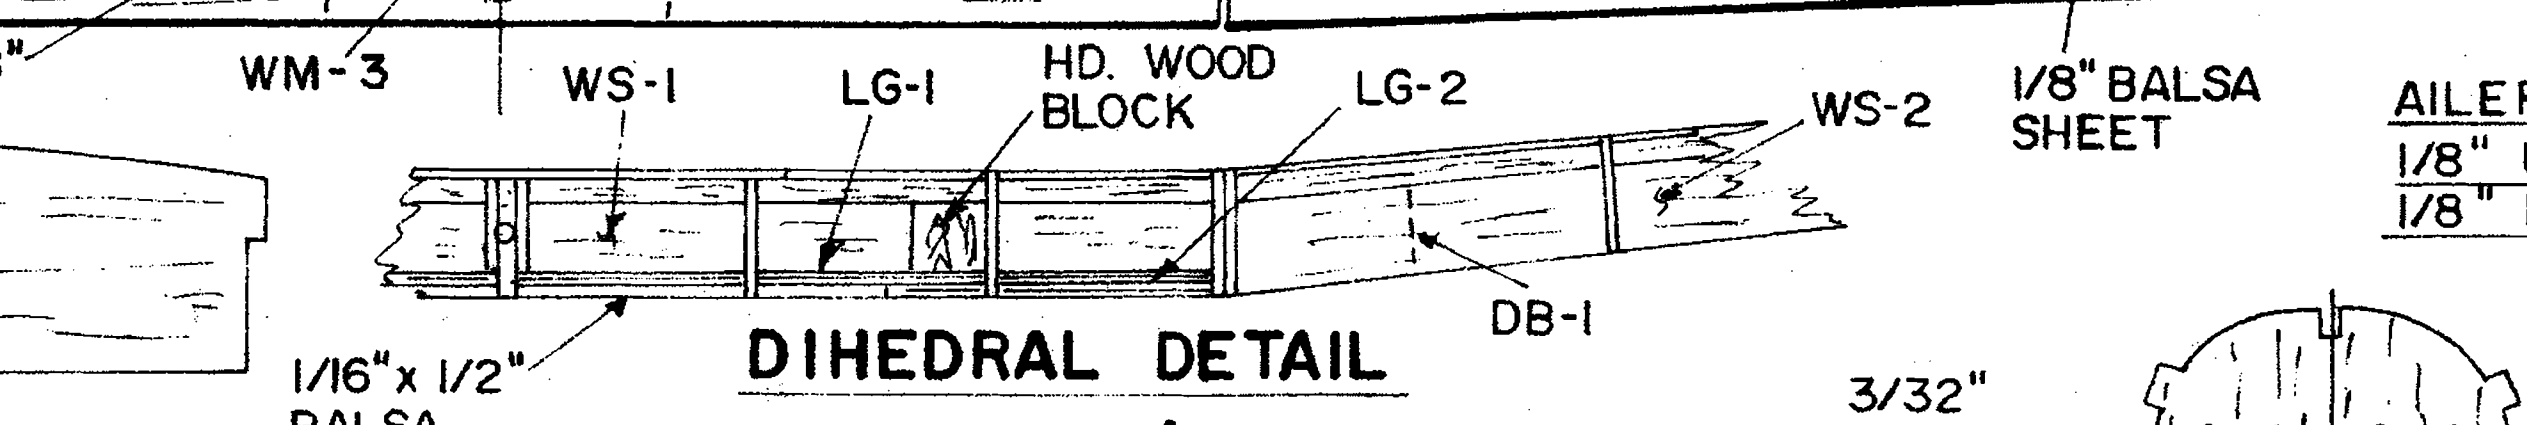 WM-3
WS-1
LG-1
HD. WOOD
BLOCK
LG-2
WS-2
1/8" BALSA
SHEET
1/8"
1/8"
DB-1
DIHEDRAL DETAIL
1/16" x 1/2"
BALSA
3/32"